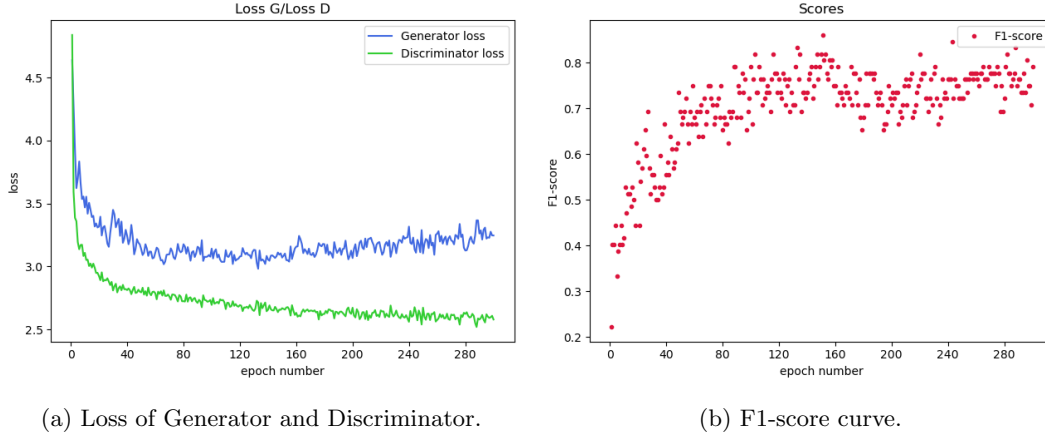 Loss G/Loss D
Generator loss
Discriminator loss
4.5
4.0
3.5
3.0
2.5
loss
0
40
80
120
160
200
240
280
epoch number
(a) Loss of Generator and Discriminator.
Scores
F1-score
0.8
0.7
0.6
0.5
0.4
0.3
0.2
F1-score
0
40
80
120
160
200
240
280
epoch number
(b) F1-score curve.